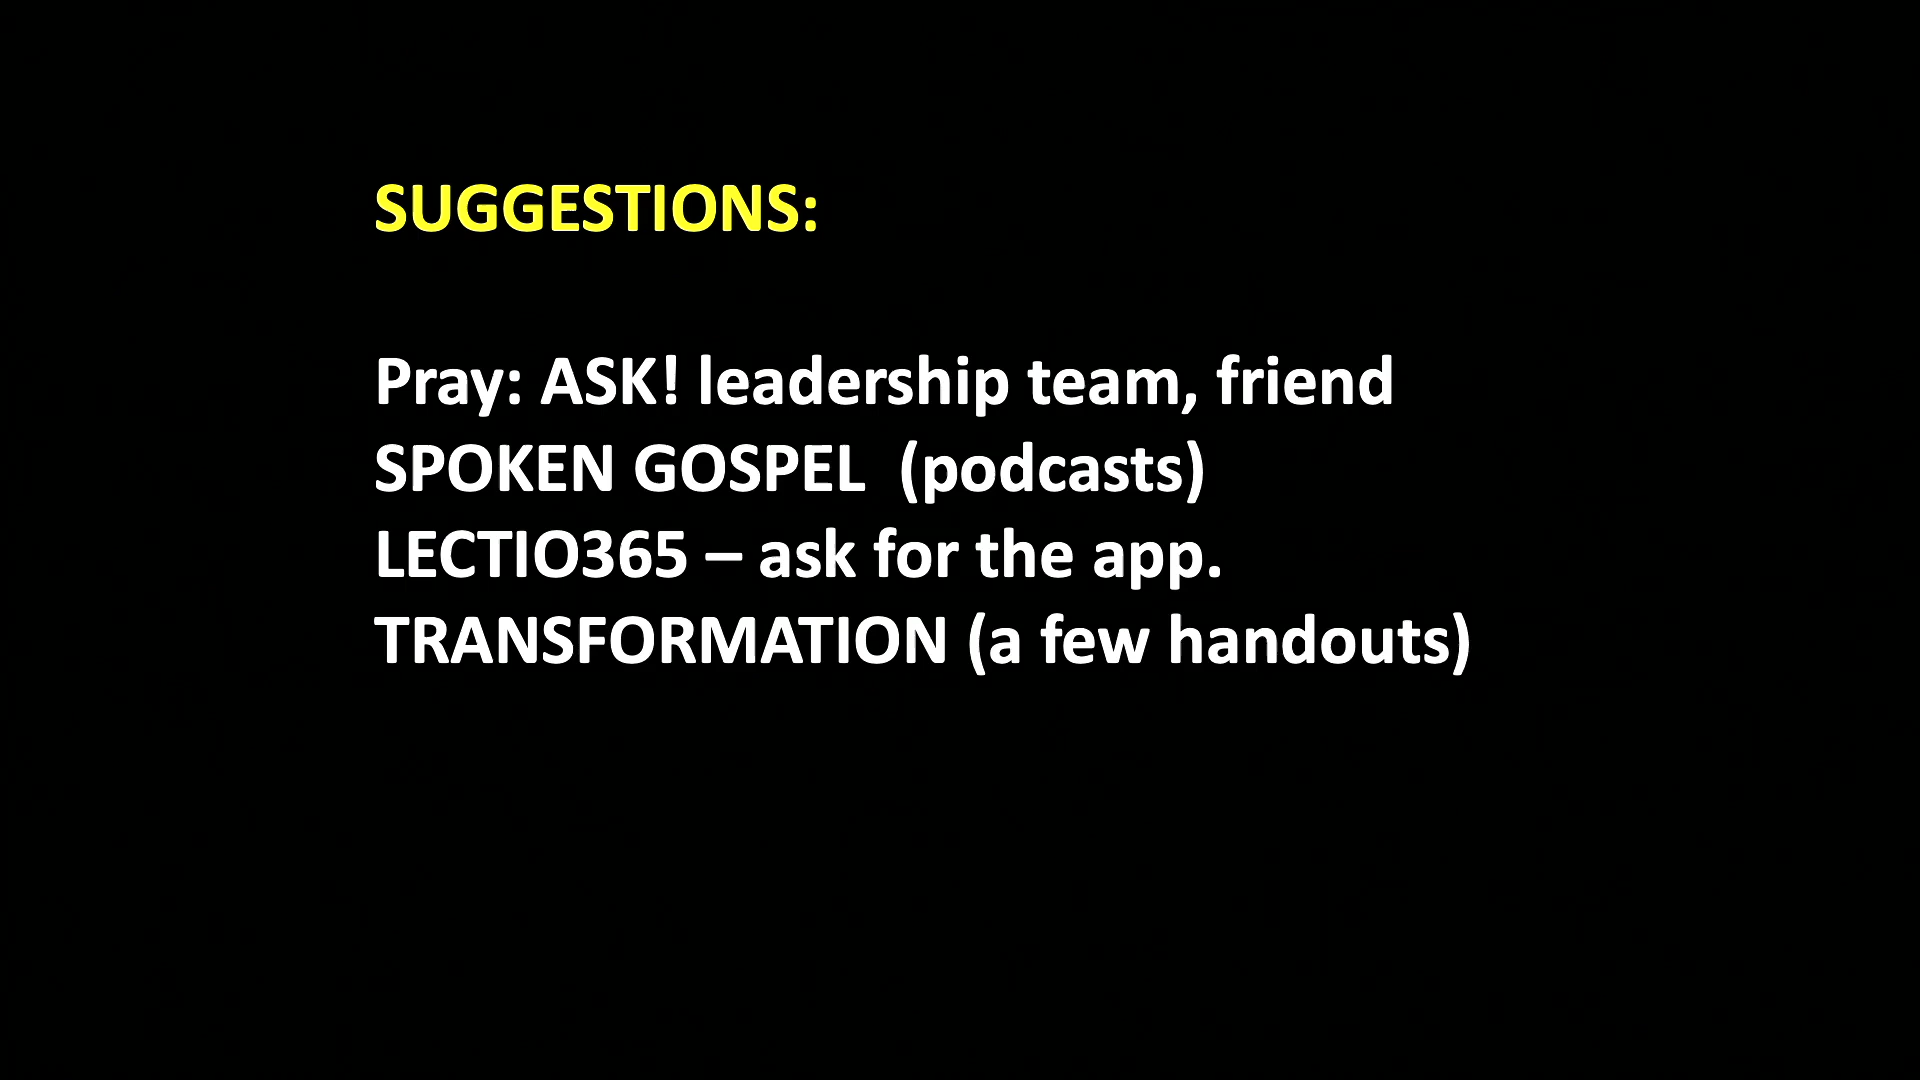 SUGGESTIONS:
Pray: ASK! leadership team, friend
SPOKEN GOSPEL  (podcasts)
LECTIO365 – ask for the app.
TRANSFORMATION (a few handouts)